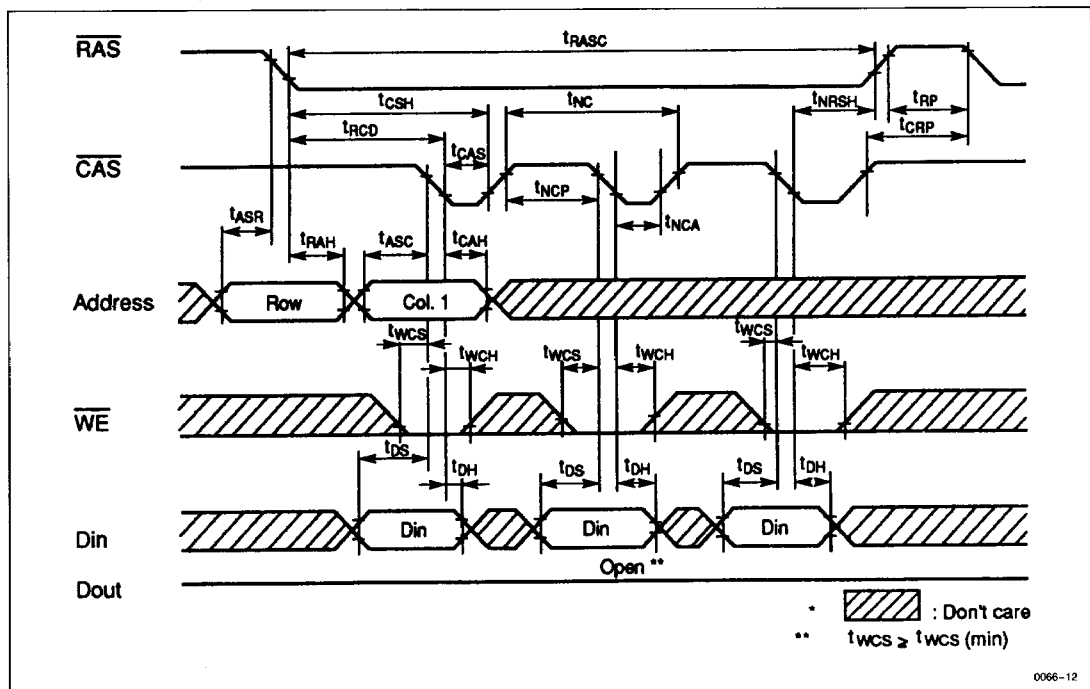 RAS
tRASC
tCSH
tNC
tNRSH
tRP
tRCD
tCRP
CAS
tCAS
tNCP
tNCA
tASR
tRAH
tASC
tCAH
Address
Row
Col. 1
tWCS
tWCH
tWCS
tWCH
tWCS
tWCH
WE
tDS
tDH
tDS
tDH
tDS
tDH
Din
Din
Din
Din
Open **
Dout
* : Don't care
** tWCS ≥ tWCS (min)
0066-12